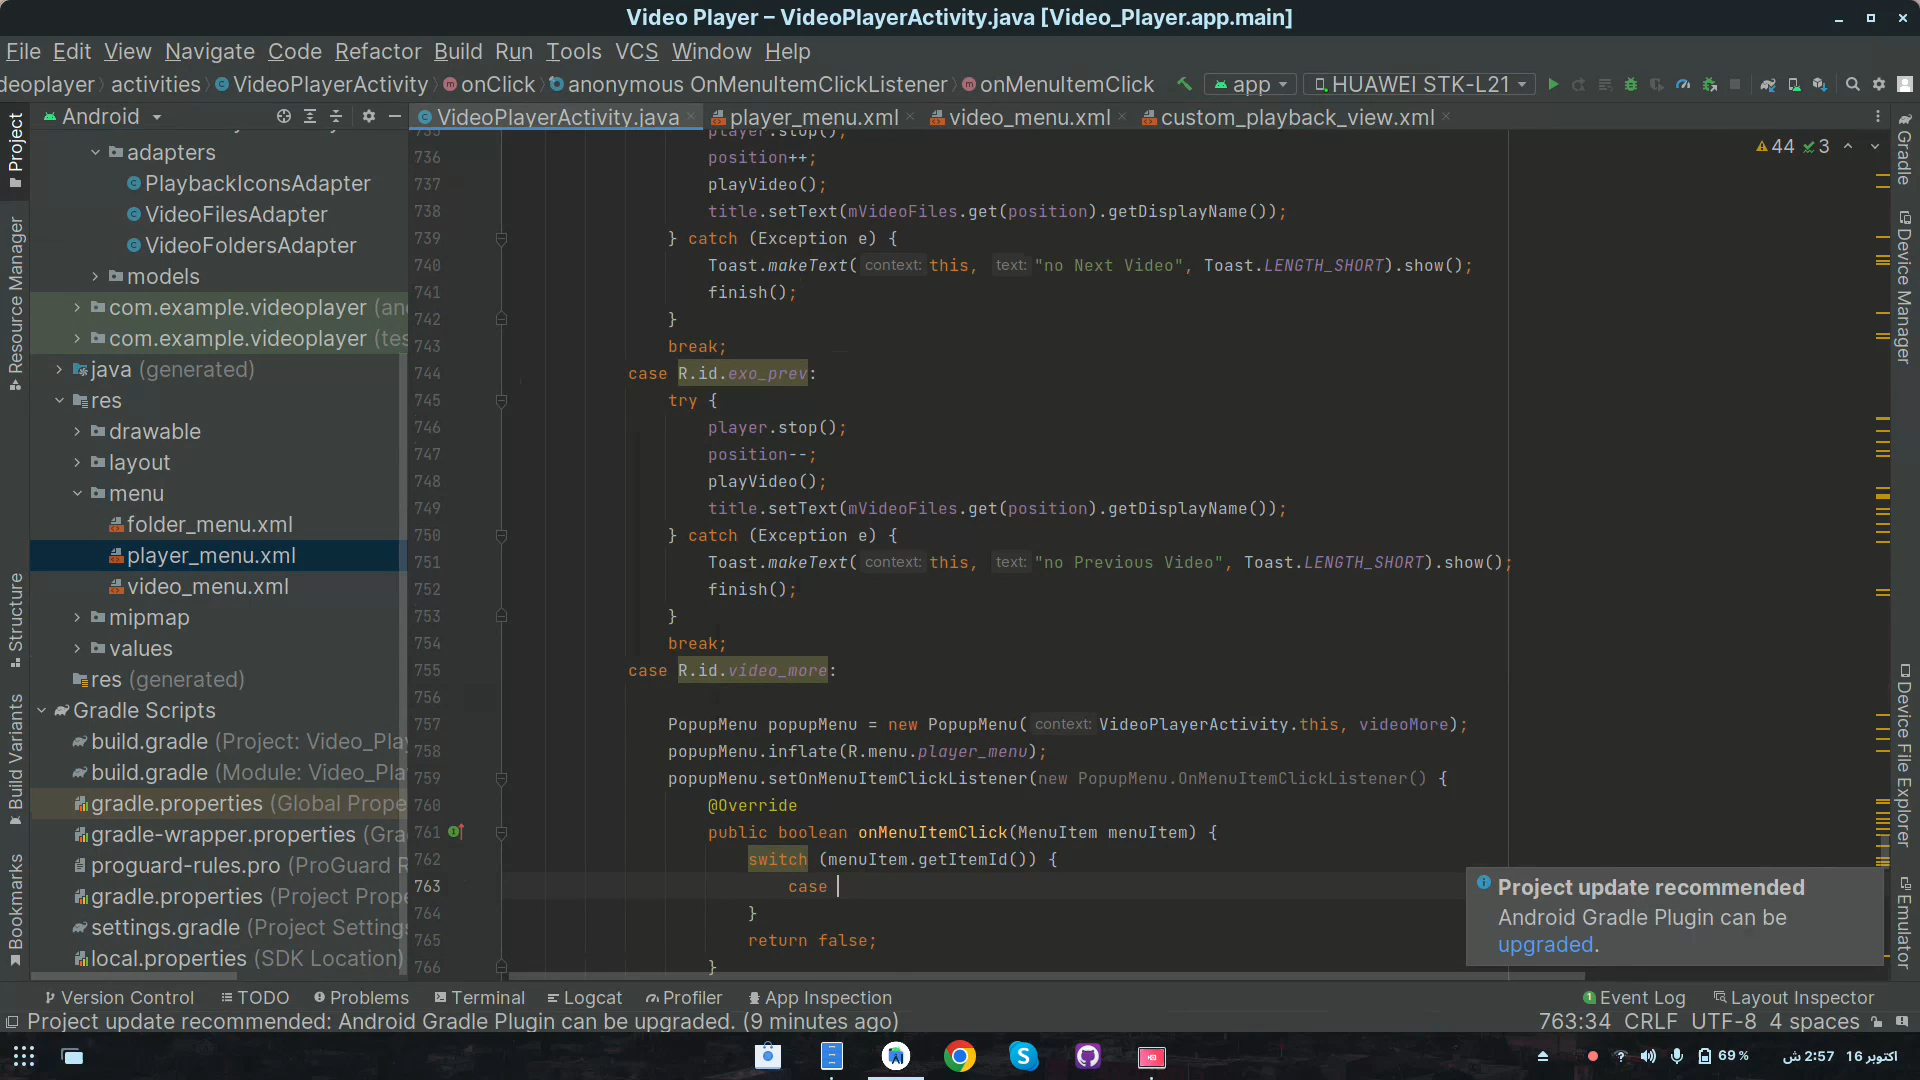 Video Player – VideoPlayerActivity.java [Video_Player.app.main]
File Edit View Navigate Code Refactor Build Run Tools VCS Window Help
deoplayer activities VideoPlayerActivity onClick anonymous OnMenuItemClickListener onMenuItemClick app HUAWEI STK-L21
Android
VideoPlayerActivity.java player_menu.xml video_menu.xml custom_playback_view.xml
44 3
Project
Resource Manager
Structure
Build Variants
Bookmarks
adapters
PlaybackIconsAdapter
VideoFilesAdapter
VideoFoldersAdapter
models
com.example.videoplayer (an
com.example.videoplayer (tes
java (generated)
res
drawable
layout
menu
folder_menu.xml
player_menu.xml
video_menu.xml
mipmap
values
res (generated)
Gradle Scripts
build.gradle (Project: Video_Pla
build.gradle (Module: Video_Pla
gradle.properties (Global Prope
gradle-wrapper.properties (Gra
proguard-rules.pro (ProGuard R
gradle.properties (Project Prop
settings.gradle (Project Settings
local.properties (SDK Location)
735 player.stop();
736 position++;
737 playVideo();
738 title.setText(mVideoFiles.get(position).getDisplayName());
739 } catch (Exception e) {
740 Toast.makeText( context: this, text: "no Next Video", Toast.LENGTH_SHORT).show();
741 finish();
742 }
743 break;
744 case R.id.exo_prev:
745 try {
746 player.stop();
747 position--;
748 playVideo();
749 title.setText(mVideoFiles.get(position).getDisplayName());
750 } catch (Exception e) {
751 Toast.makeText( context: this, text: "no Previous Video", Toast.LENGTH_SHORT).show();
752 finish();
753 }
754 break;
755 case R.id.video_more:
756
757 PopupMenu popupMenu = new PopupMenu( context: VideoPlayerActivity.this, videoMore);
758 popupMenu.inflate(R.menu.player_menu);
759 popupMenu.setOnMenuItemClickListener(new PopupMenu.OnMenuItemClickListener() {
760 @Override
761 public boolean onMenuItemClick(MenuItem menuItem) {
762 switch (menuItem.getItemId()) {
763 case
764 }
765 return false;
766 }
Gradle
Device Manager
Device File Explorer
Emulator
Project update recommended
Android Gradle Plugin can be
upgraded.
Version Control TODO Problems Terminal Logcat Profiler App Inspection 1 Event Log Layout Inspector
Project update recommended: Android Gradle Plugin can be upgraded. (9 minutes ago) 763:34 CRLF UTF-8 4 spaces
69 % 2:57 ش 16 اكتوبر